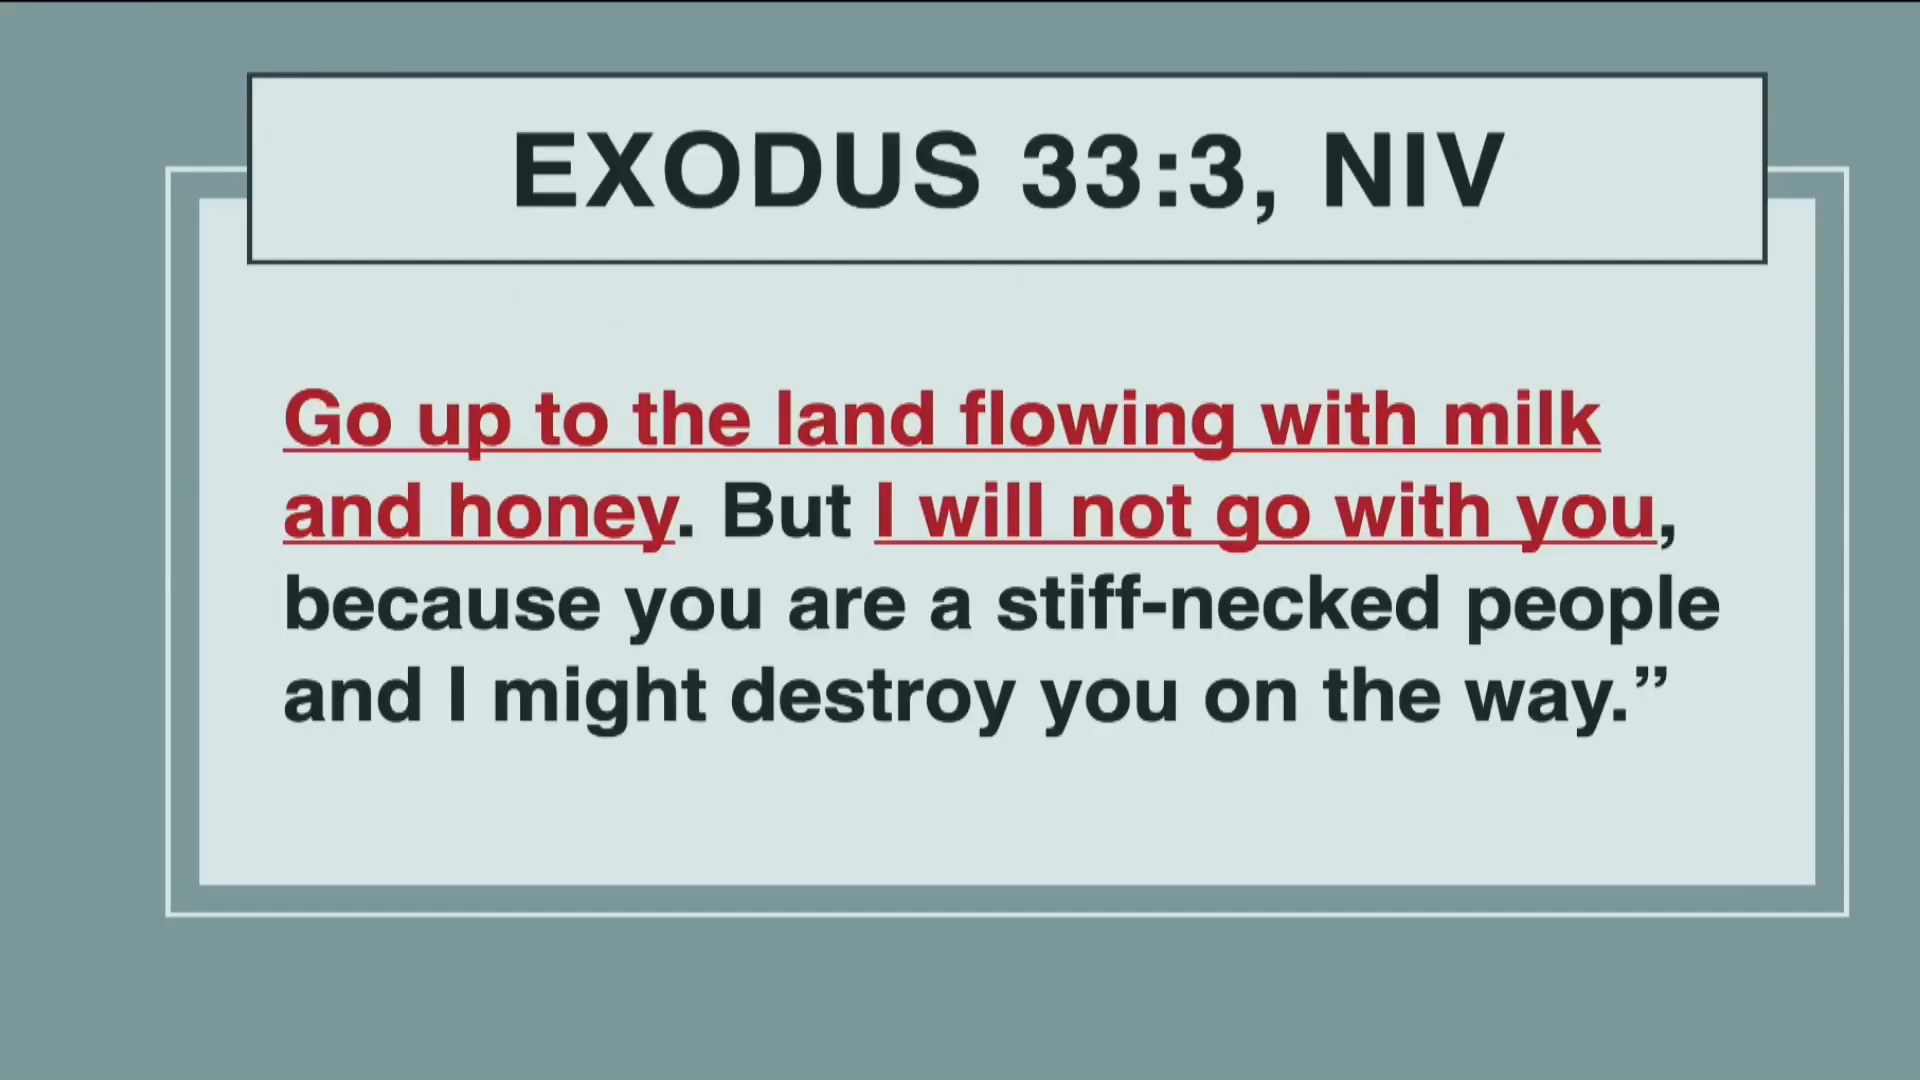 EXODUS 33:3, NIV
Go up to the land flowing with milk
and honey. But I will not go with you,
because you are a stiff-necked people
and I might destroy you on the way.”